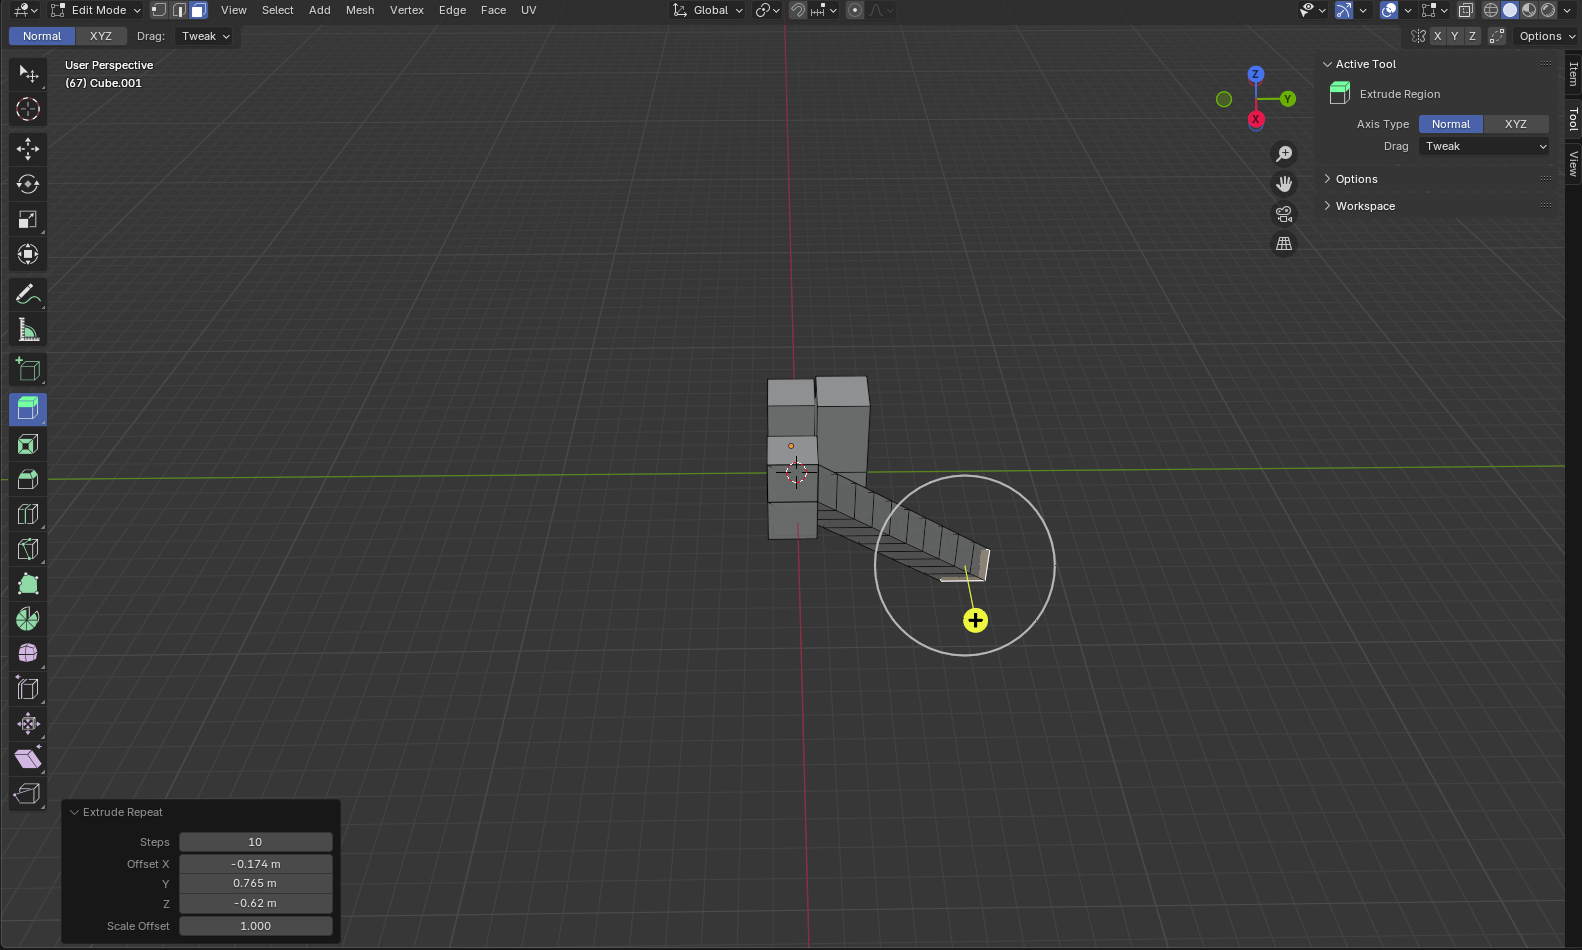 Edit Mode View Select Add Mesh Vertex Edge Face UV Global
Normal XYZ Drag: Tweak X Y Z Options
User Perspective
(67) Cube.001
Z
Y
X
Active Tool
Extrude Region
Axis Type Normal XYZ
Drag Tweak
Options
Workspace
Item
Tool
View
Extrude Repeat
Steps 10
Offset X -0.174 m
Y 0.765 m
Z -0.62 m
Scale Offset 1.000